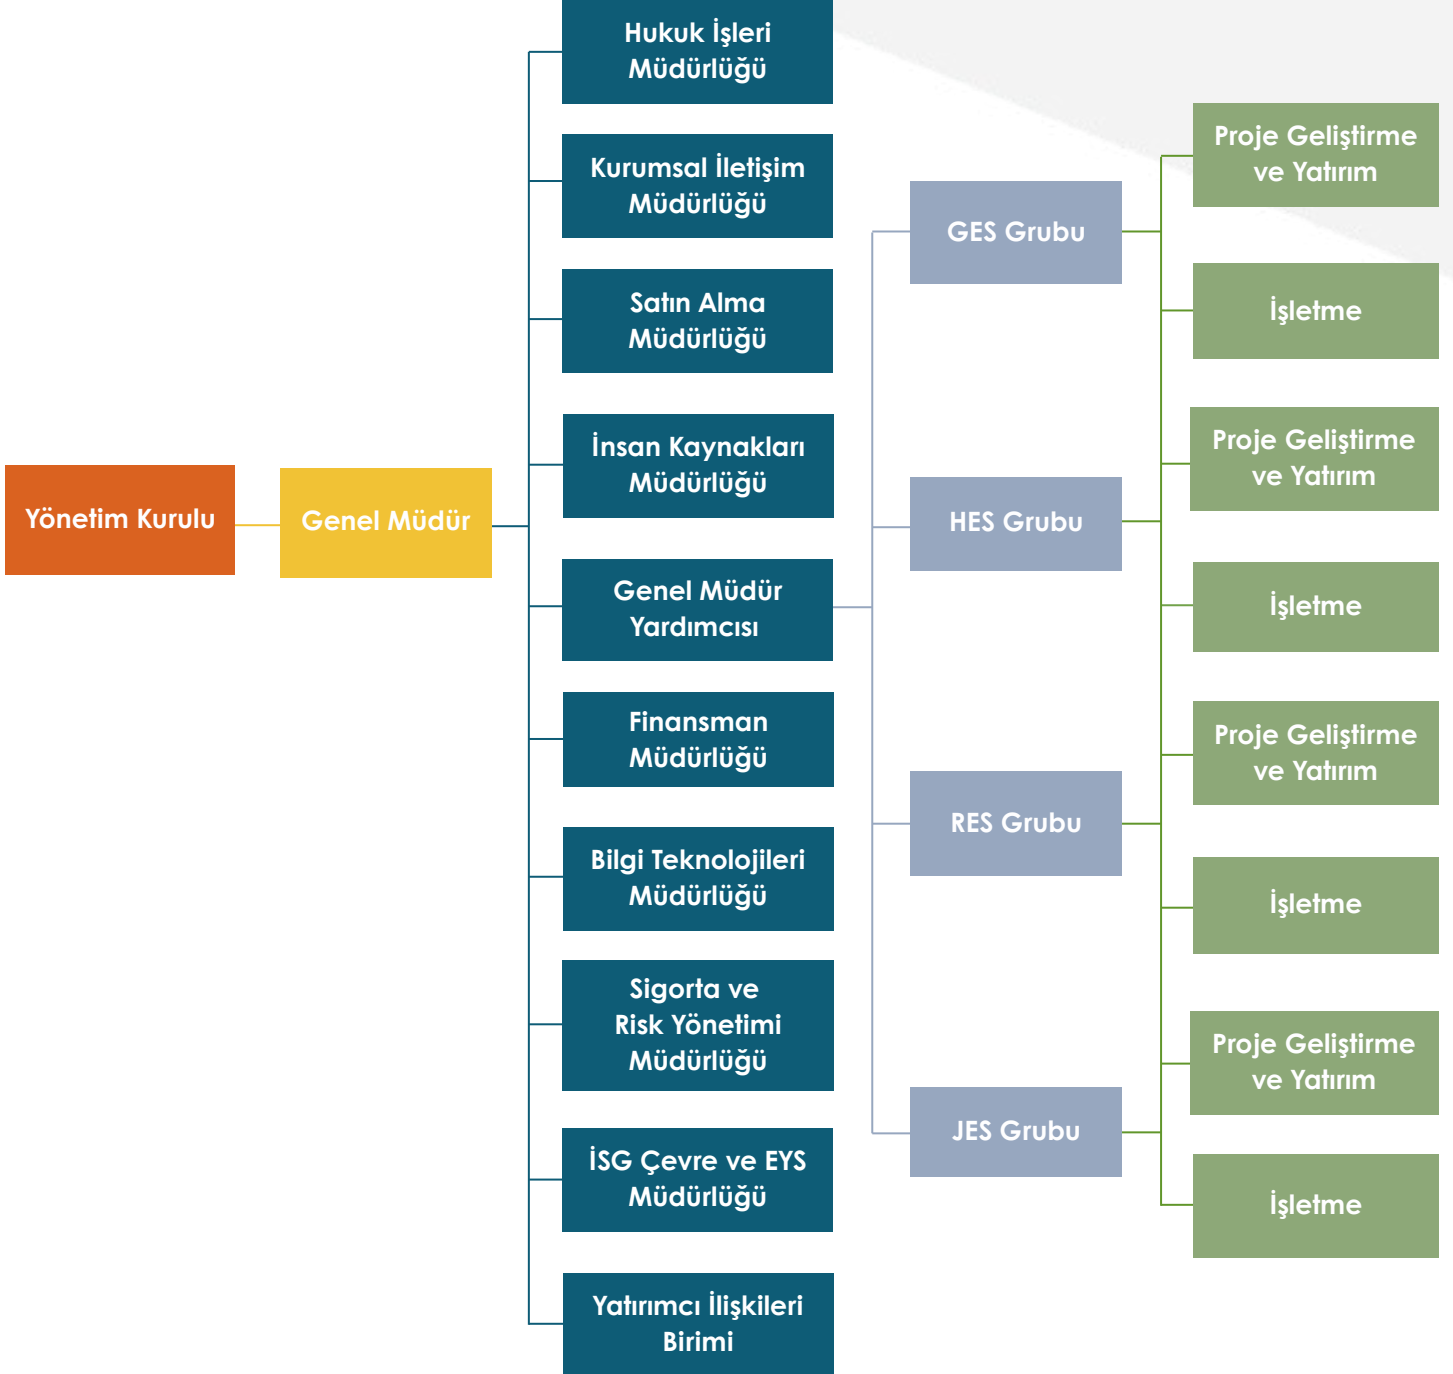 Yönetim Kurulu
Genel Müdür
Hukuk İşleri
Müdürlüğü
Kurumsal İletişim
Müdürlüğü
Satın Alma
Müdürlüğü
İnsan Kaynakları
Müdürlüğü
Genel Müdür
Yardımcısı
Finansman
Müdürlüğü
Bilgi Teknolojileri
Müdürlüğü
Sigorta ve
Risk Yönetimi
Müdürlüğü
İSG Çevre ve EYS
Müdürlüğü
Yatırımcı İlişkileri
Birimi
GES Grubu
HES Grubu
RES Grubu
JES Grubu
Proje Geliştirme
ve Yatırım
İşletme
Proje Geliştirme
ve Yatırım
İşletme
Proje Geliştirme
ve Yatırım
İşletme
Proje Geliştirme
ve Yatırım
İşletme